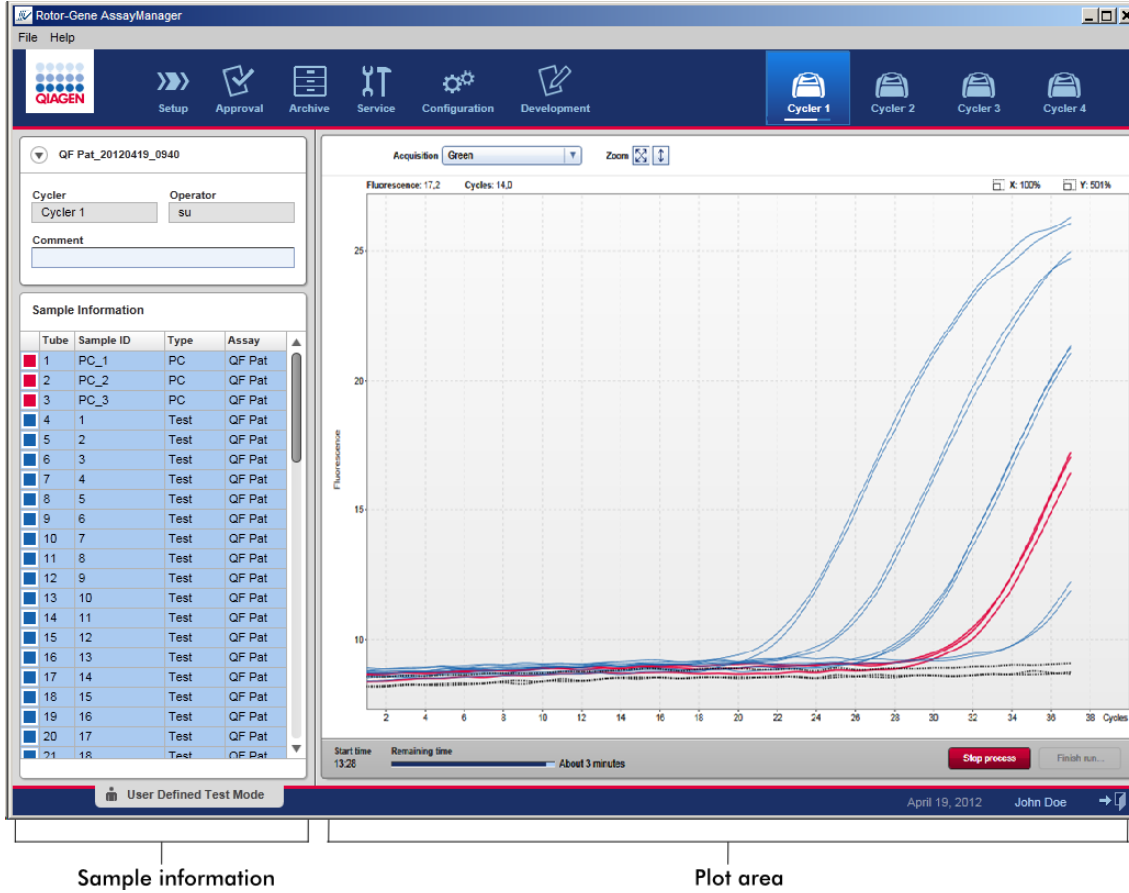 Rotor-Gene AssayManager
File Help
QIAGEN
Setup Approval Archive Service Configuration Development Cycler 1 Cycler 2 Cycler 3 Cycler 4
QF Pat_20120419_0940
Cycler Operator
Cycler 1 su
Comment
Sample Information
Tube Sample ID Type Assay
1 PC_1 PC QF Pat
2 PC_2 PC QF Pat
3 PC_3 PC QF Pat
4 1 Test QF Pat
5 2 Test QF Pat
6 3 Test QF Pat
7 4 Test QF Pat
8 5 Test QF Pat
9 6 Test QF Pat
10 7 Test QF Pat
11 8 Test QF Pat
12 9 Test QF Pat
13 10 Test QF Pat
14 11 Test QF Pat
15 12 Test QF Pat
16 13 Test QF Pat
17 14 Test QF Pat
18 15 Test QF Pat
19 16 Test QF Pat
20 17 Test QF Pat
21 18 Test QF Pat
Acquisition Green Zoom
Fluorescence: 17,2 Cycles: 14,0 X: 100% Y: 501%
Fluorescence
25
20
15
10
2 4 6 8 10 12 14 16 18 20 22 24 26 28 30 32 34 36 38 Cycles
Start time Remaining time
13:28 About 3 minutes
Stop process Finish run...
User Defined Test Mode
April 19, 2012 John Doe
Sample information Plot area